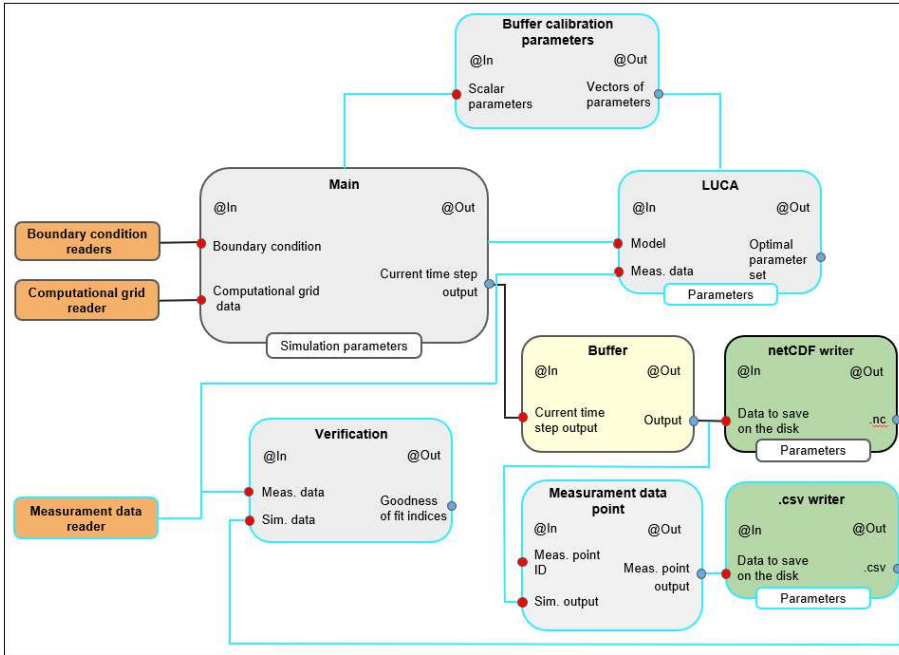 Buffer calibration
parameters
@In
@Out
Scalar
parameters
Vectors of
parameters
Main
@In
@Out
Boundary condition
Computational grid
data
Current time step
output
Simulation parameters
Boundary condition
readers
Computational grid
reader
LUCA
@In
@Out
Model
Meas. data
Optimal
parameter
set
Parameters
Buffer
@In
@Out
Current time
step output
Output
netCDF writer
@In
@Out
Data to save
on the disk
.nc
Parameters
Verification
@In
@Out
Meas. data
Sim. data
Goodness
of fit indices
Measurament data
reader
Measurament data
point
@In
@Out
Meas. point
ID
Sim. output
Meas. point
output
.csv writer
@In
@Out
Data to save
on the disk
.csv
Parameters